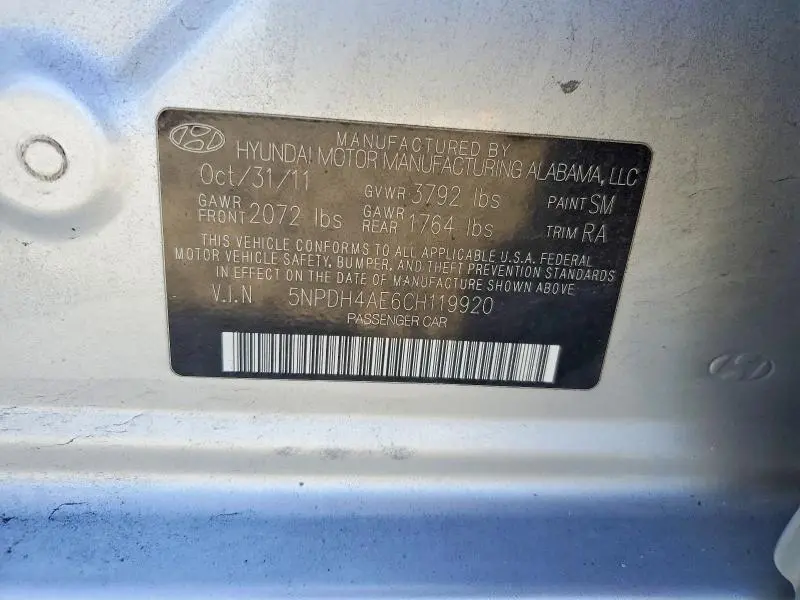 MANUFACTURED BY
HYUNDAI MOTOR MANUFACTURING ALABAMA, LLC
Oct/31/11 GVWR 3792 lbs PAINT SM
GAWR FRONT 2072 lbs GAWR REAR 1764 lbs TRIM RA
THIS VEHICLE CONFORMS TO ALL APPLICABLE U.S.A. FEDERAL
MOTOR VEHICLE SAFETY, BUMPER, AND THEFT PREVENTION STANDARDS
IN EFFECT ON THE DATE OF MANUFACTURE SHOWN ABOVE
V.I.N 5NPDH4AE6CH119920
PASSENGER CAR